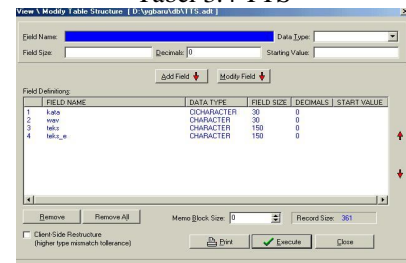 Tabel 3.4 TTS
View \ Modify Table Structure [ D:\ygbaru\db\TTS.adt ]
Field Name: Data Type:
Field Size: Decimals: 0 Starting Value:
Add Field Modify Field
Field Definitions:
FIELD NAME DATA TYPE FIELD SIZE DECIMALS START VALUE
1 kata CICHARACTER 30 0
2 wav CHARACTER 30 0
3 teks CHARACTER 150 0
4 teks_e CHARACTER 150 0
Remove Remove All Memo Block Size: 0 Record Size: 361
Client-Side Restructure
(higher type mismatch tollerance)
Print Execute Close